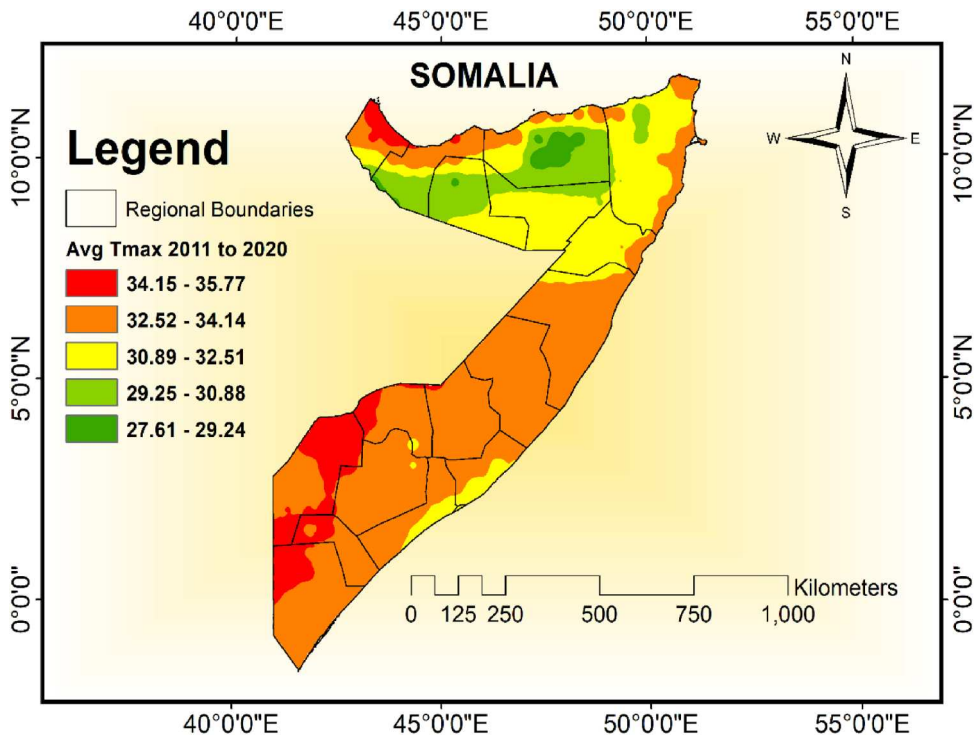 40°0'0"E 45°0'0"E 50°0'0"E 55°0'0"E
SOMALIA
N
W E
S
10°0'0"N 10°0'0"N
Legend
Regional Boundaries
Avg Tmax 2011 to 2020
34.15 - 35.77
32.52 - 34.14
30.89 - 32.51
29.25 - 30.88
27.61 - 29.24
5°0'0"N 5°0'0"N
0°0'0" 0°0'0"
Kilometers
0 125 250 500 750 1,000
40°0'0"E 45°0'0"E 50°0'0"E 55°0'0"E